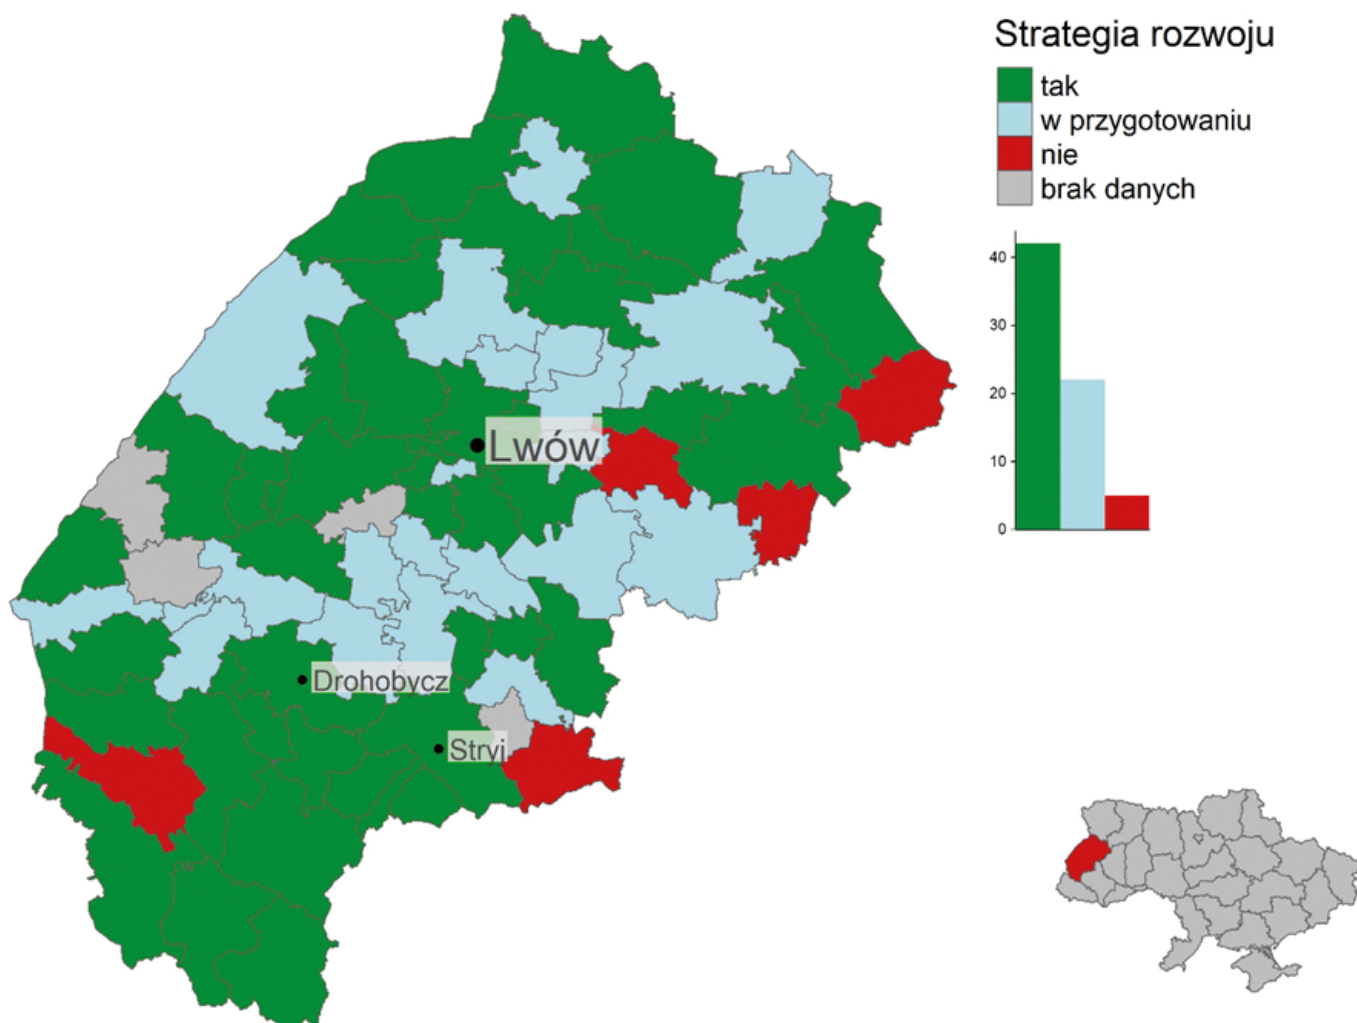 Strategia rozwoju
tak
w przygotowaniu
nie
brak danych
40
30
20
10
0
Lwów
Drohobycz
Stryj